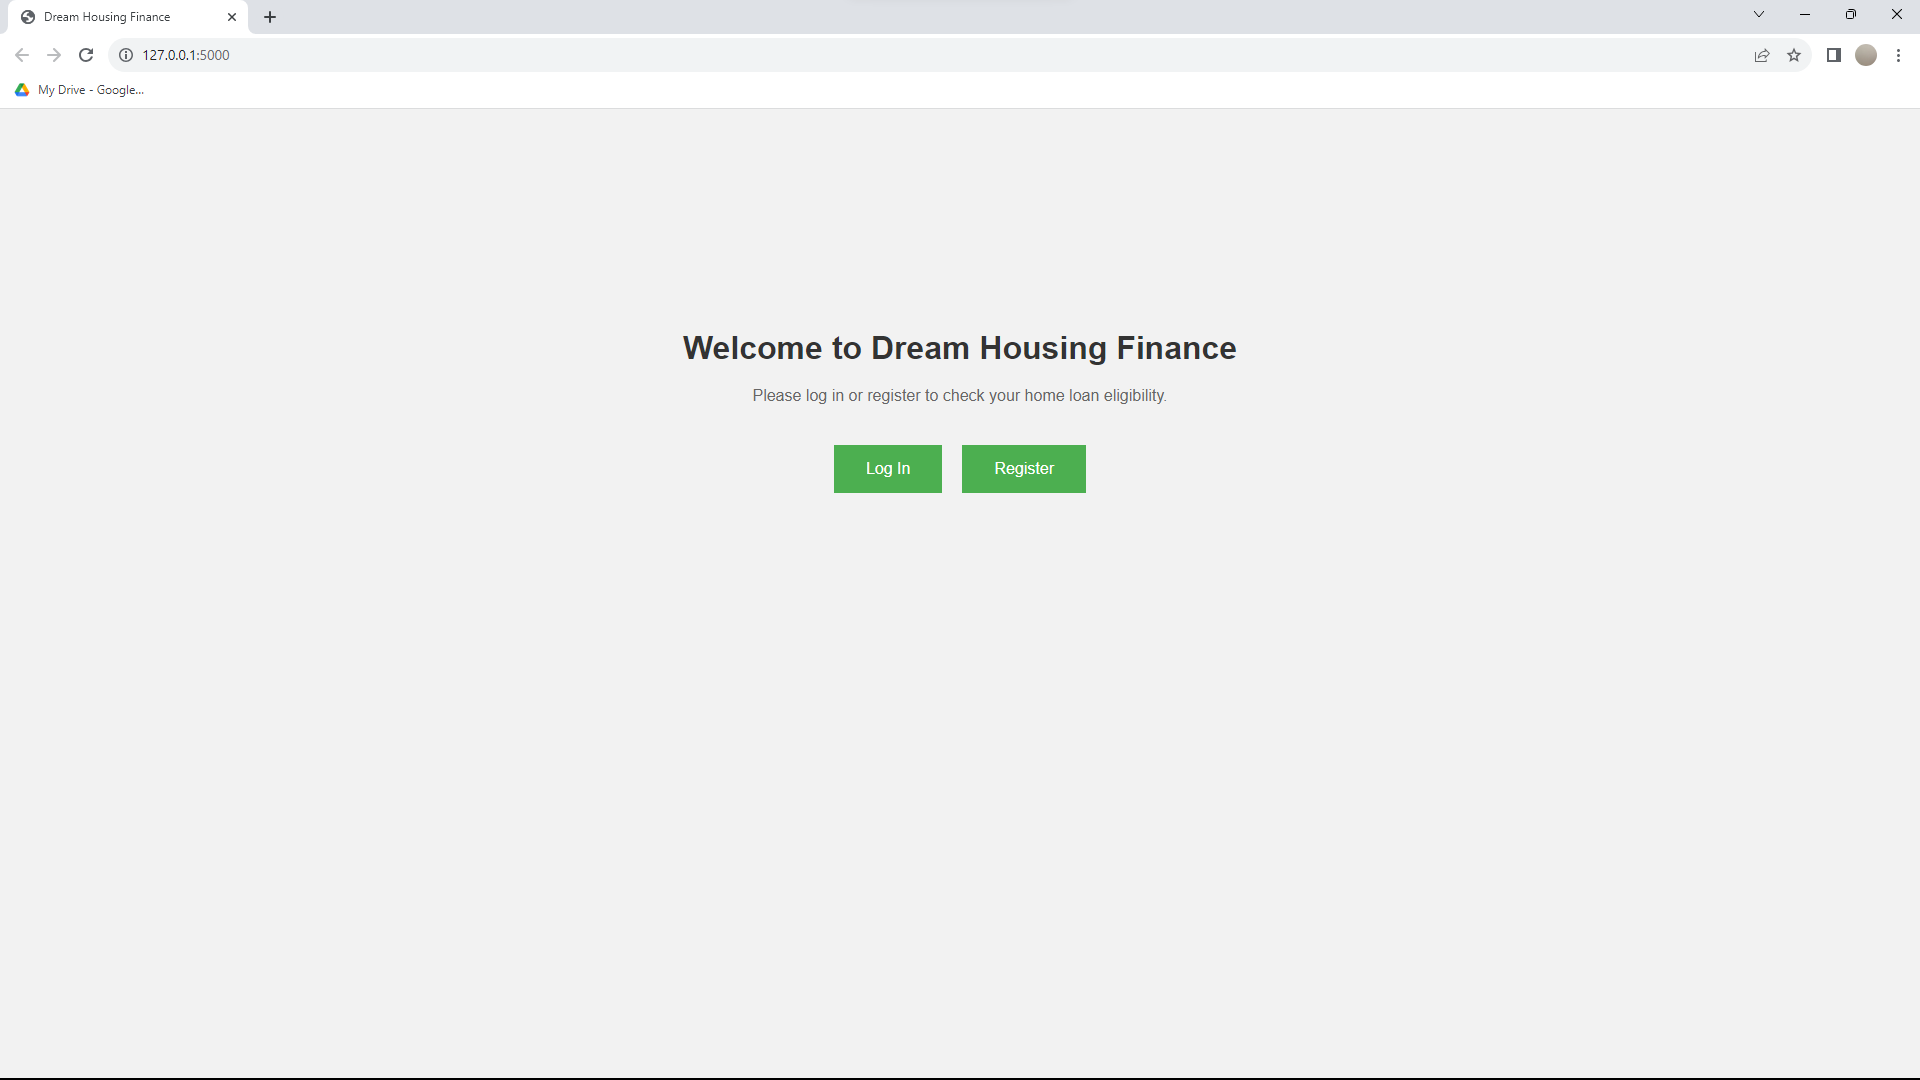 Dream Housing Finance
127.0.0.1:5000
My Drive - Google...
Welcome to Dream Housing Finance
Please log in or register to check your home loan eligibility.
Log In
Register